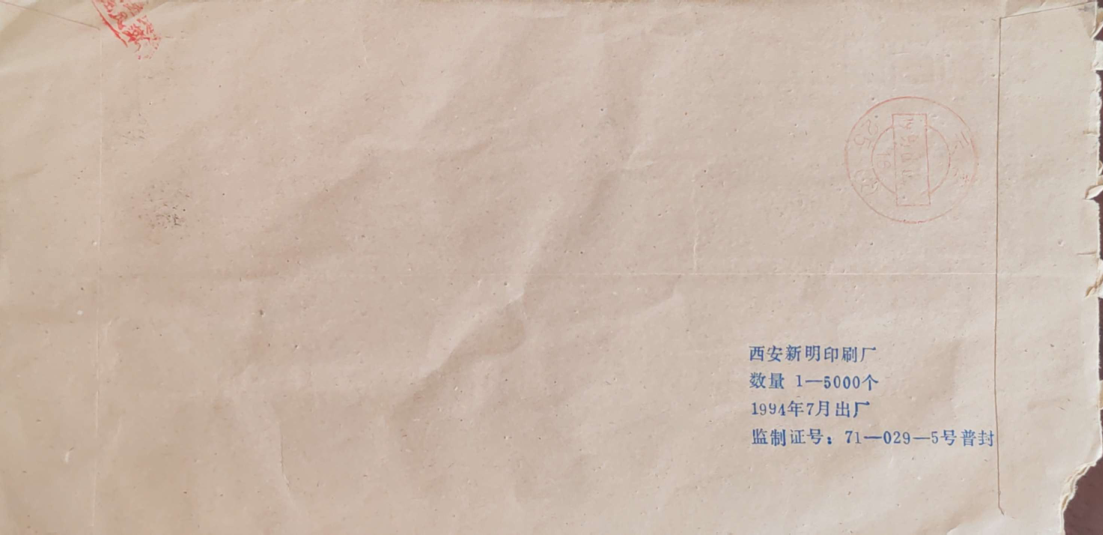 西安新明印刷厂
数量 1—5000个
1994年7月出厂
监制证号：71—029—5号普封